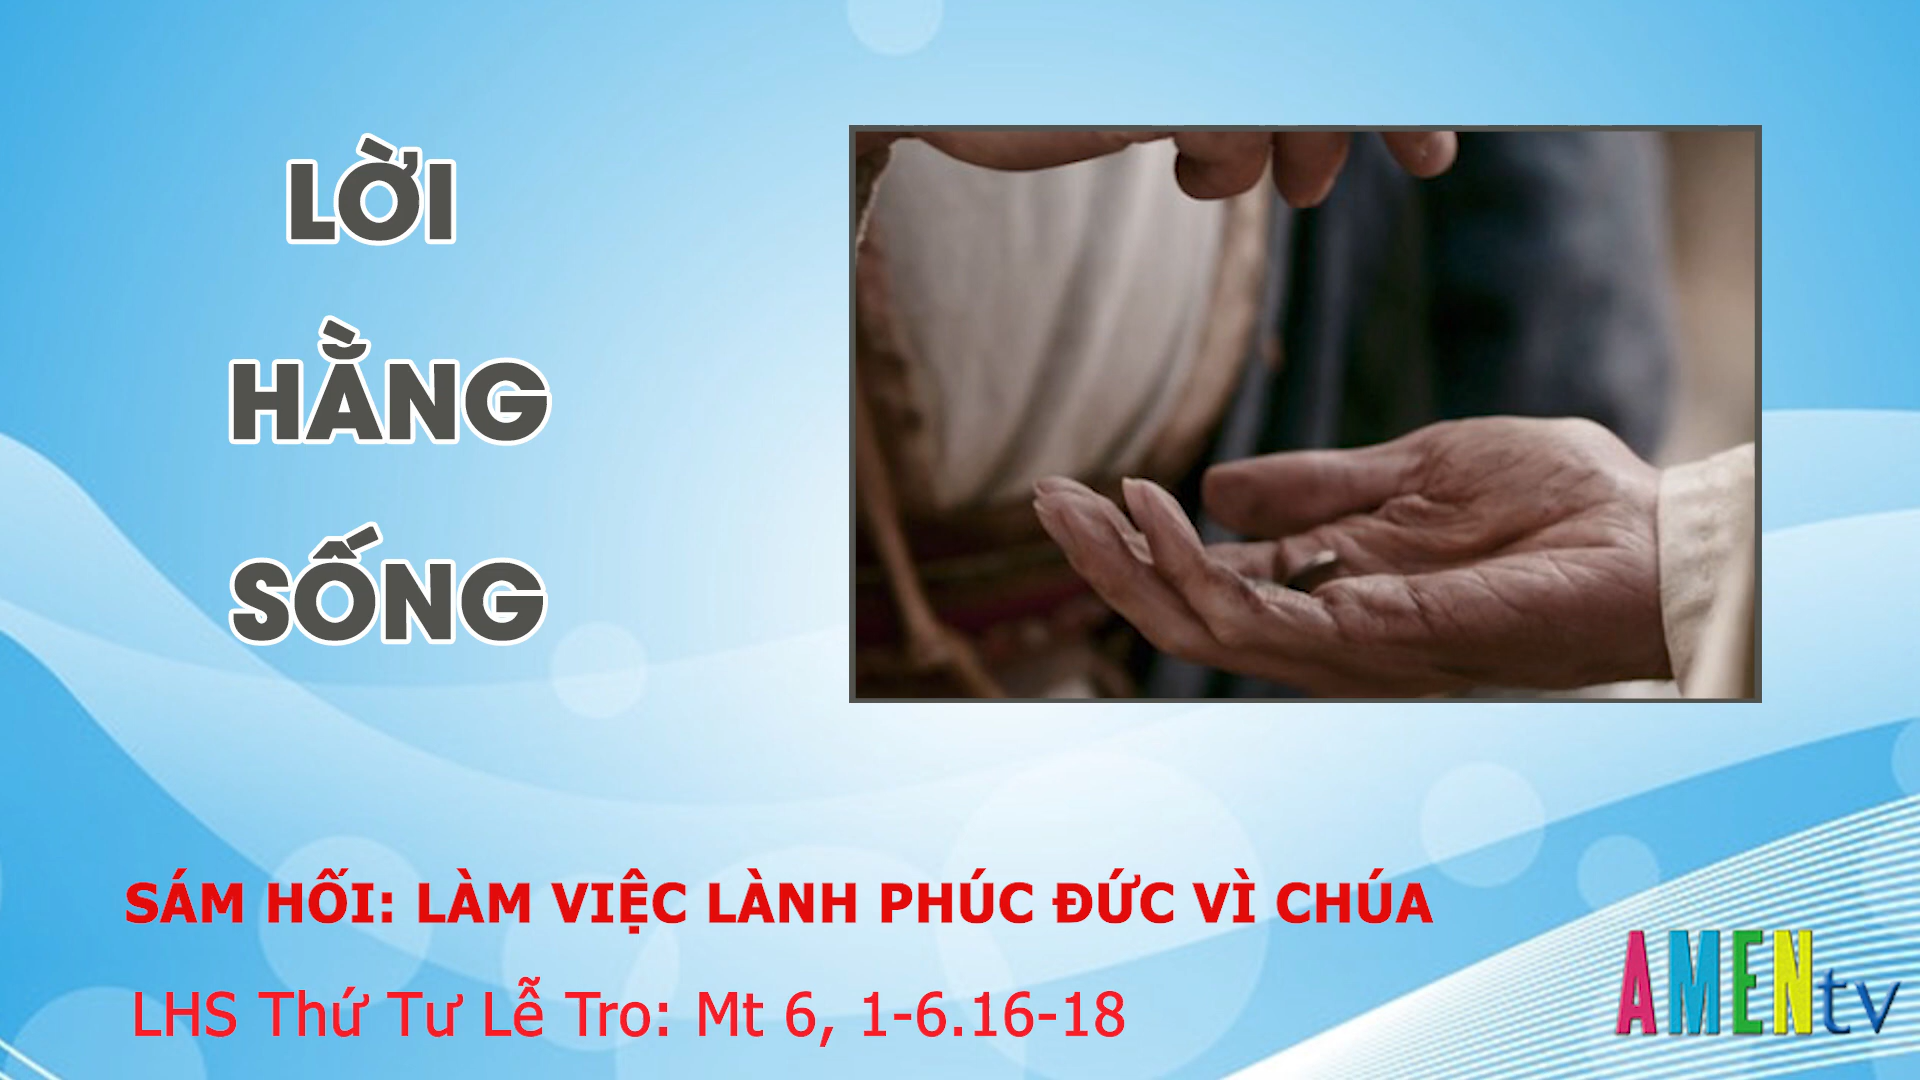 LỜI
HẰNG
SỐNG
SÁM HỐI: LÀM VIỆC LÀNH PHÚC ĐỨC VÌ CHÚA
LHS Thứ Tư Lễ Tro: Mt 6, 1-6.16-18
AMENtv